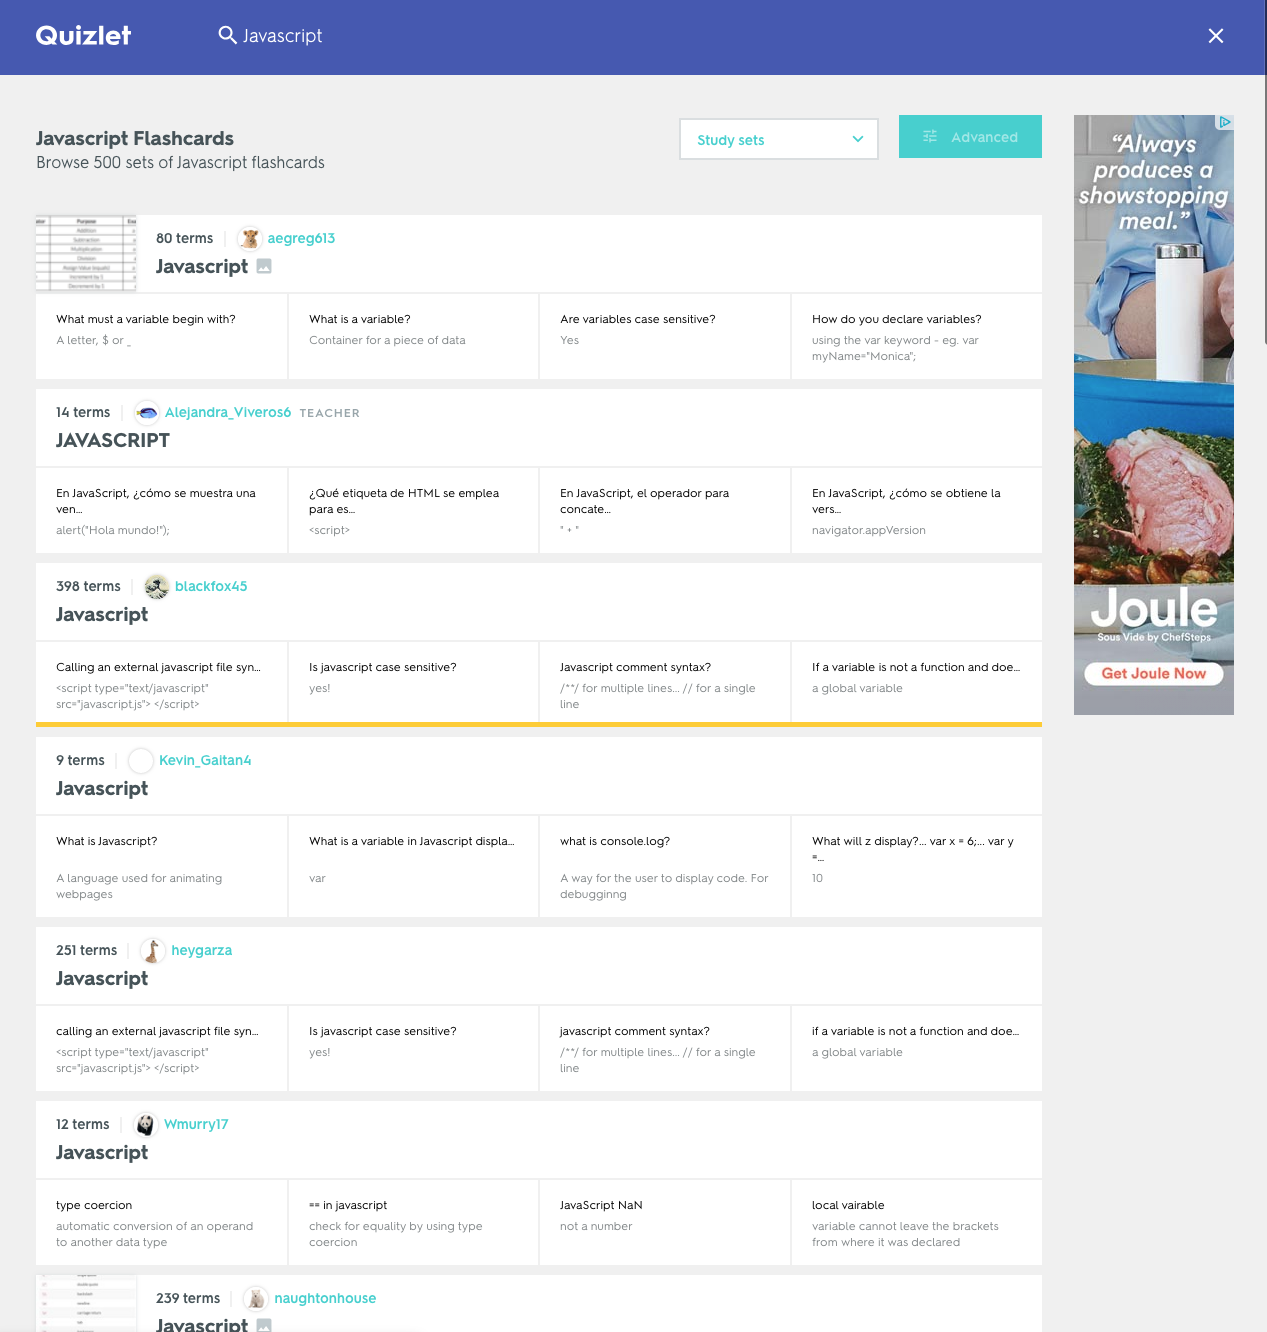 Quizlet
Javascript
Javascript Flashcards
Browse 500 sets of Javascript flashcards
Study sets
Advanced
Purpose
Addition
Subtraction
Multiplication
Division
Assign Value (equals)
Increment by 1
Decrement by 1
80 terms
aegreg613
Javascript
What must a variable begin with?
A letter, $ or _
What is a variable?
Container for a piece of data
Are variables case sensitive?
Yes
How do you declare variables?
using the var keyword - eg. var
myName="Monica";
14 terms
Alejandra_Viveros6 TEACHER
JAVASCRIPT
En JavaScript, ¿cómo se muestra una
ven...
alert("Hola mundo!");
¿Qué etiqueta de HTML se emplea
para es...
<script>
En JavaScript, el operador para
concate...
" + "
En JavaScript, ¿cómo se obtiene la
vers...
navigator.appVersion
398 terms
blackfox45
Javascript
Calling an external javascript file syn...
<script type="text/javascript"
src="javascript.js"> </script>
Is javascript case sensitive?
yes!
Javascript comment syntax?
/**/ for multiple lines... // for a single
line
If a variable is not a function and doe...
a global variable
9 terms
Kevin_Gaitan4
Javascript
What is Javascript?
A language used for animating
webpages
What is a variable in Javascript displa...
var
what is console.log?
A way for the user to display code. For
debugginng
What will z display?... var x = 6;... var y
=...
10
251 terms
heygarza
Javascript
calling an external javascript file syn...
<script type="text/javascript"
src="javascript.js"> </script>
Is javascript case sensitive?
yes!
javascript comment syntax?
/**/ for multiple lines... // for a single
line
if a variable is not a function and doe...
a global variable
12 terms
Wmurry17
Javascript
type coercion
automatic conversion of an operand
to another data type
== in javascript
check for equality by using type
coercion
JavaScript NaN
not a number
local vairable
variable cannot leave the brackets
from where it was declared
239 terms
naughtonhouse
Javascript
“Always
produces a
showstopping
meal.”
Joule
Sous Vide by ChefSteps
Get Joule Now